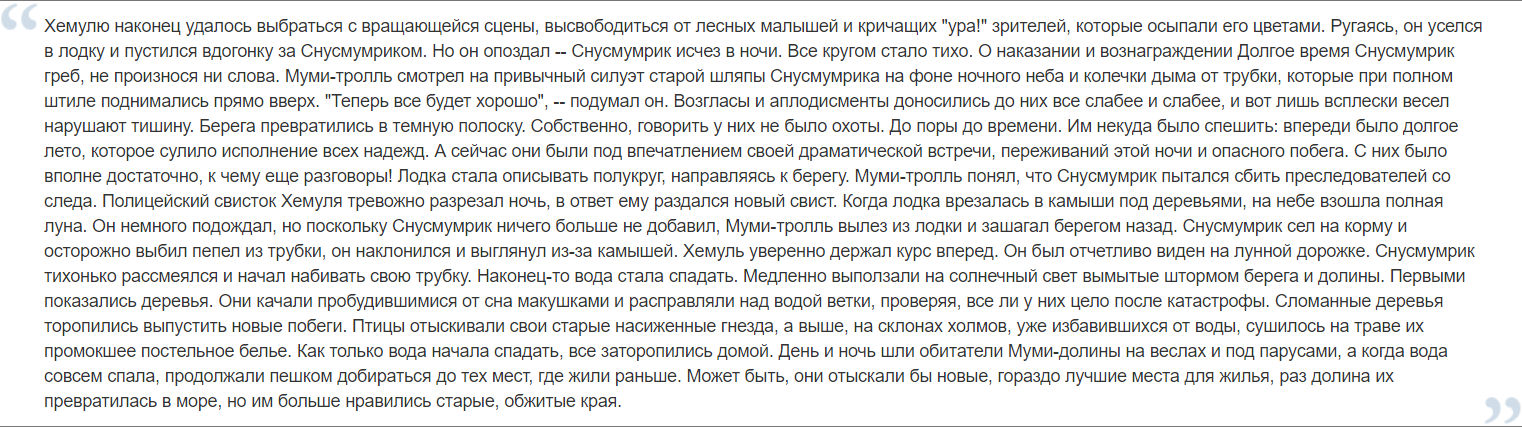 Хемулю наконец удалось выбраться с вращающейся сцены, высвободиться от лесных малышей и кричащих "ура!" зрителей, которые осыпали его цветами. Ругаясь, он уселся
в лодку и пустился вдогонку за Снусмумриком. Но он опоздал -- Снусмумрик исчез в ночи. Все кругом стало тихо. О наказании и вознаграждении Долгое время Снусмумрик
греб, не произнося ни слова. Муми-тролль смотрел на привычный силуэт старой шляпы Снусмумрика на фоне ночного неба и колечки дыма от трубки, которые при полном
штиле поднимались прямо вверх. "Теперь все будет хорошо", -- подумал он. Возгласы и аплодисменты доносились до них все слабее и слабее, и вот лишь всплески весел
нарушают тишину. Берега превратились в темную полоску. Собственно, говорить у них не было охоты. До поры до времени. Им некуда было спешить: впереди было долгое
лето, которое сулило исполнение всех надежд. А сейчас они были под впечатлением своей драматической встречи, переживаний этой ночи и опасного побега. С них было
вполне достаточно, к чему еще разговоры! Лодка стала описывать полукруг, направляясь к берегу. Муми-тролль понял, что Снусмумрик пытался сбить преследователей со
следа. Полицейский свисток Хемуля тревожно разрезал ночь, в ответ ему раздался новый свист. Когда лодка врезалась в камыши под деревьями, на небе взошла полная
луна. Он немного подождал, но поскольку Снусмумрик ничего больше не добавил, Муми-тролль вылез из лодки и зашагал берегом назад. Снусмумрик сел на корму и
осторожно выбил пепел из трубки, он наклонился и выглянул из-за камышей. Хемуль уверенно держал курс вперед. Он был отчетливо виден на лунной дорожке. Снусмумрик
тихонько рассмеялся и начал набивать свою трубку. Наконец-то вода стала спадать. Медленно выползали на солнечный свет вымытые штормом берега и долины. Первыми
показались деревья. Они качали пробудившимися от сна макушками и расправляли над водой ветки, проверяя, все ли у них цело после катастрофы. Сломанные деревья
торопились выпустить новые побеги. Птицы отыскивали свои старые насиженные гнезда, а выше, на склонах холмов, уже избавившихся от воды, сушилось на траве их
промокшее постельное белье. Как только вода начала спадать, все заторопились домой. День и ночь шли обитатели Муми-долины на веслах и под парусами, а когда вода
совсем спала, продолжали пешком добираться до тех мест, где жили раньше. Может быть, они отыскали бы новые, гораздо лучшие места для жилья, раз долина их
превратилась в море, но им больше нравились старые, обжитые края.